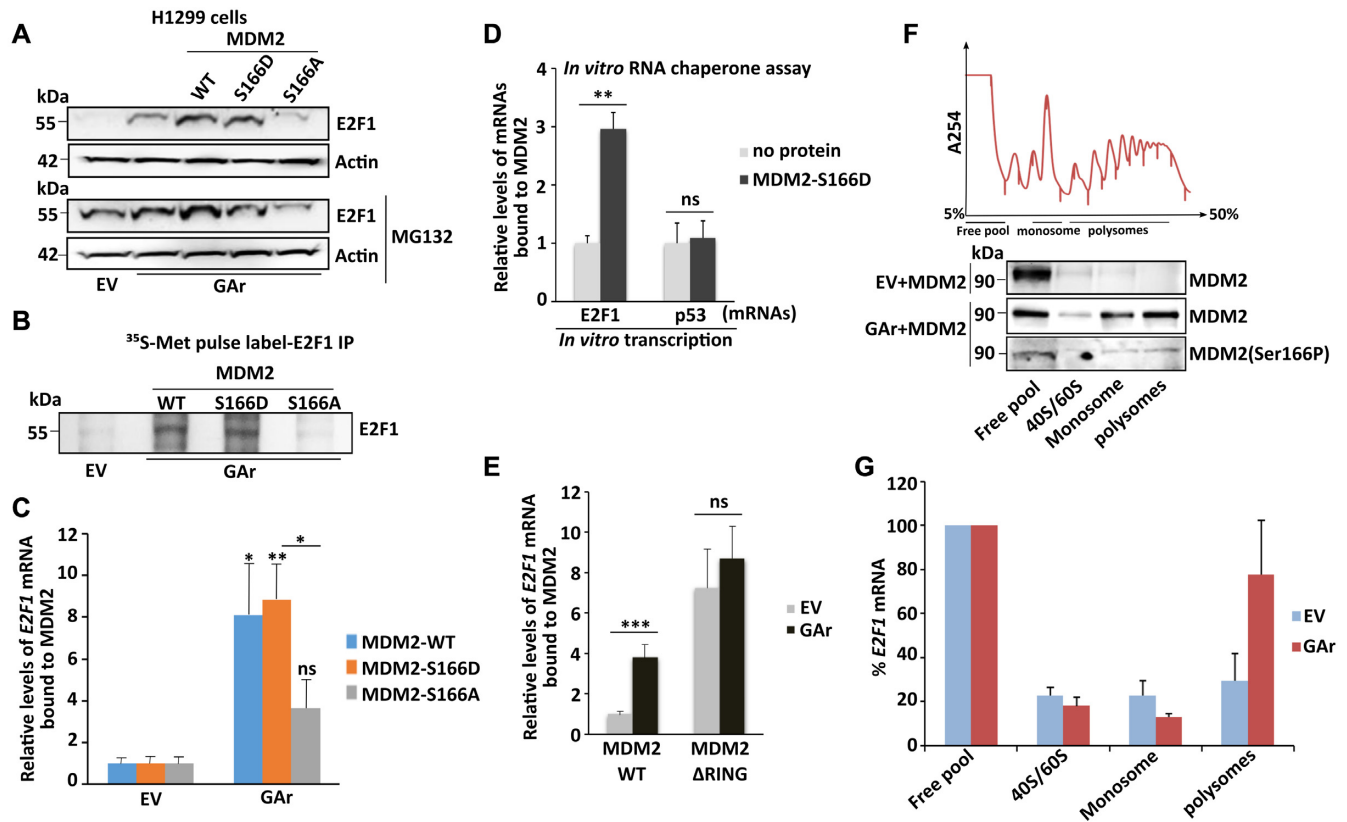 A
H1299 cells
MDM2
WT
S166D
S166A
kDa
55
E2F1
42
Actin
55
E2F1
42
Actin
MG132
EV
GAr
B
35S-Met pulse label-E2F1 IP
MDM2
kDa
WT
S166D
S166A
55
E2F1
EV
GAr
C
Relative levels of E2F1 mRNA
bound to MDM2
12
10
8
6
4
2
0
*
**
*
ns
EV
GAr
MDM2-WT
MDM2-S166D
MDM2-S166A
D
In vitro RNA chaperone assay
Relative levels of mRNAs
bound to MDM2
4
3
2
1
0
**
ns
no protein
MDM2-S166D
E2F1
p53
(mRNAs)
In vitro transcription
E
Relative levels of E2F1 mRNA
bound to MDM2
12
10
8
6
4
2
0
***
ns
EV
GAr
MDM2
WT
MDM2
ΔRING
F
A254
5%
50%
Free pool
monosome
polysomes
kDa
EV+MDM2
90
MDM2
GAr+MDM2
90
MDM2
90
MDM2(Ser166P)
Free pool
40S/60S
Monosome
polysomes
G
% E2F1 mRNA
120
100
80
60
40
20
0
EV
GAr
Free pool
40S/60S
Monosome
polysomes